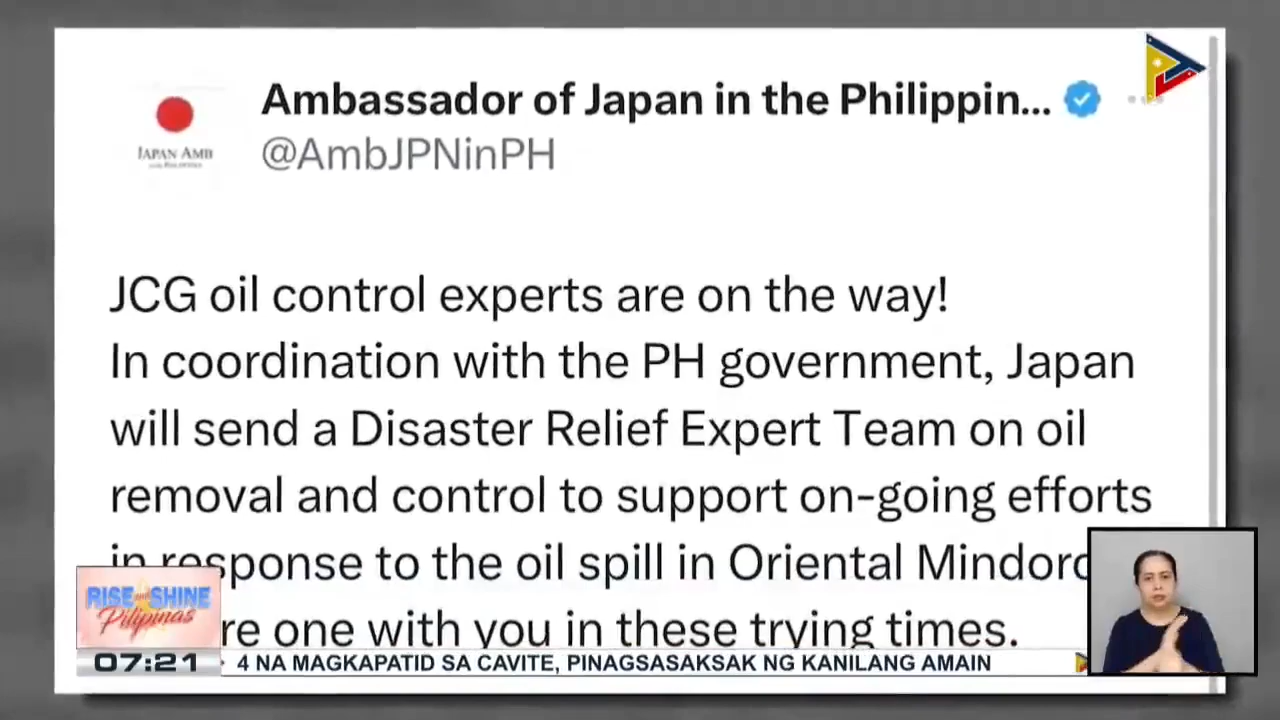 Ambassador of Japan in the Philippin...
@AmbJPNinPH
JAPAN AMB
JCG oil control experts are on the way!
In coordination with the PH government, Japan
will send a Disaster Relief Expert Team on oil
removal and control to support on-going efforts
in response to the oil spill in Oriental Mindoro
re one with you in these trying times.
RISE and SHINE
Pilipinas
07:21
4 NA MAGKAPATID SA CAVITE, PINAGSASAKSAK NG KANILANG AMAIN